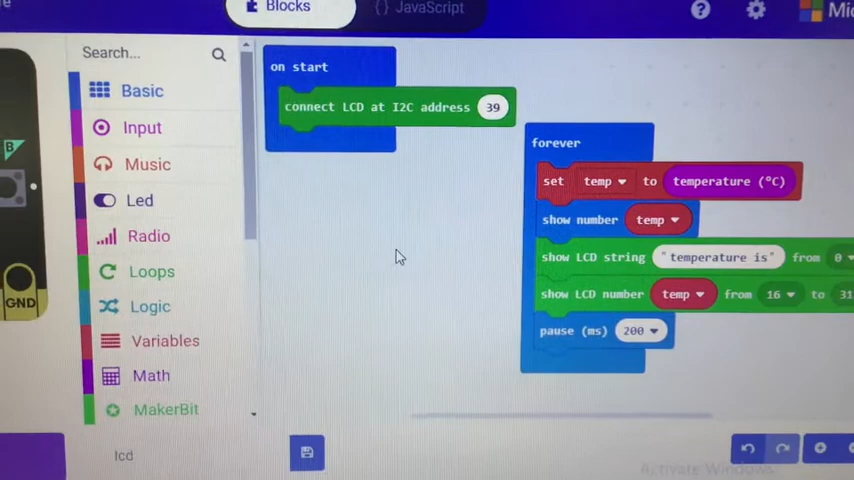 Blocks
{} JavaScript
?
Search...
Basic
Input
Music
Led
Radio
Loops
Logic
Variables
Math
MakerBit
B
GND
on start
connect LCD at I2C address 39
forever
set temp to temperature (°C)
show number temp
show LCD string "temperature is" from 0
show LCD number temp from 16 to 31
pause (ms) 200
lcd
Activate Windows